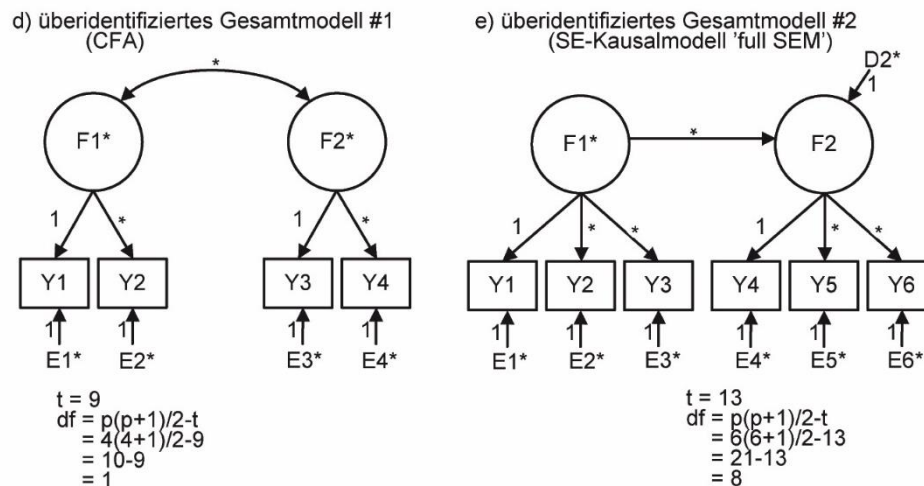 d) überidentifiziertes Gesamtmodell #1
(CFA)
*
F1*
F2*
1
*
1
*
Y1
Y2
Y3
Y4
1
1
1
1
E1*
E2*
E3*
E4*
t = 9
df = p(p+1)/2-t
= 4(4+1)/2-9
= 10-9
= 1
e) überidentifiziertes Gesamtmodell #2
(SE-Kausalmodell 'full SEM')
D2*
1
F1*
*
F2
1
*
*
1
*
*
Y1
Y2
Y3
Y4
Y5
Y6
1
1
1
1
1
1
E1*
E2*
E3*
E4*
E5*
E6*
t = 13
df = p(p+1)/2-t
= 6(6+1)/2-13
= 21-13
= 8